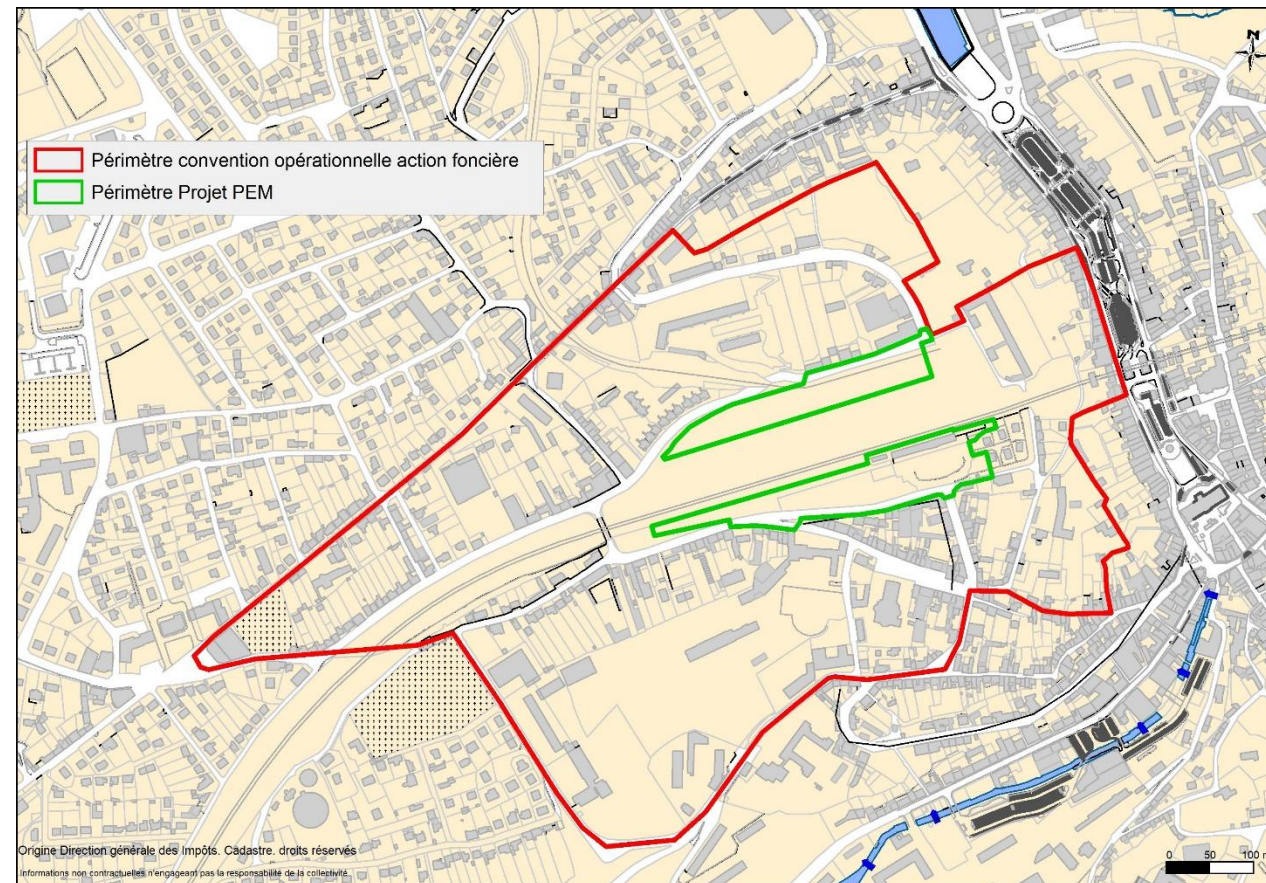 N
Périmètre convention opérationnelle action foncière
Périmètre Projet PEM
Origine Direction générale des Impôts. Cadastre. droits réservés
Informations non contractuelles n'engageant pas la responsabilité de la collectivité.
0 50 100 m